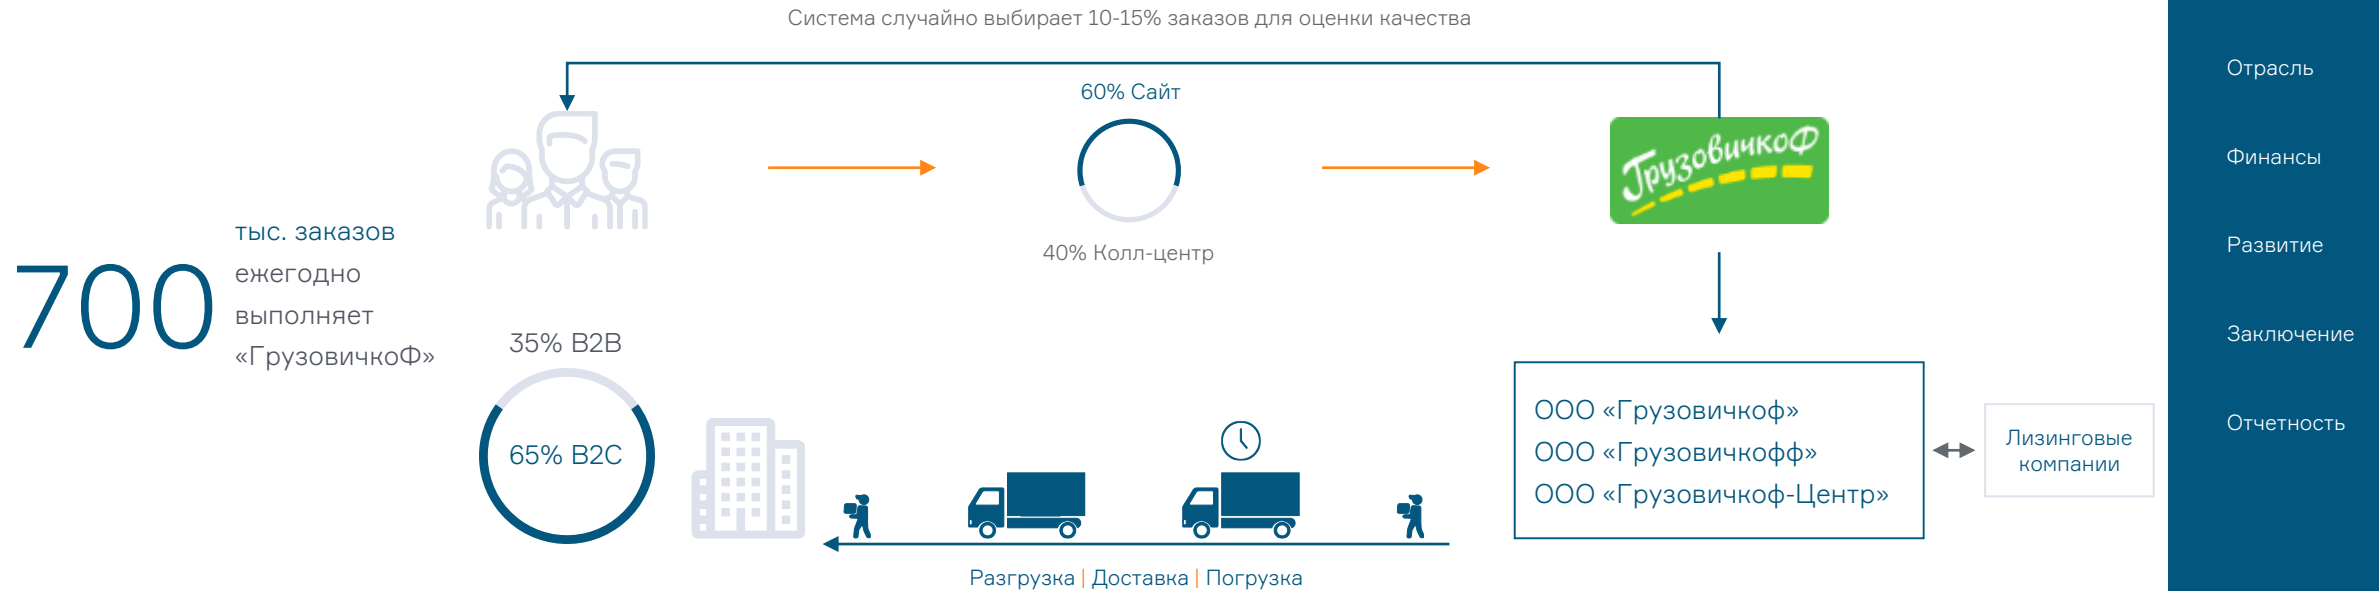 Система случайно выбирает 10-15% заказов для оценки качества
60% Сайт
40% Колл-центр
ГрузовичкоФ
700
тыс. заказов
ежегодно
выполняет
«ГрузовичкоФ»
35% B2B
65% B2C
Разгрузка | Доставка | Погрузка
ООО «Грузовичкоф»
ООО «Грузовичкофф»
ООО «Грузовичкоф-Центр»
Лизинговые
компании
Отрасль
Финансы
Развитие
Заключение
Отчетность